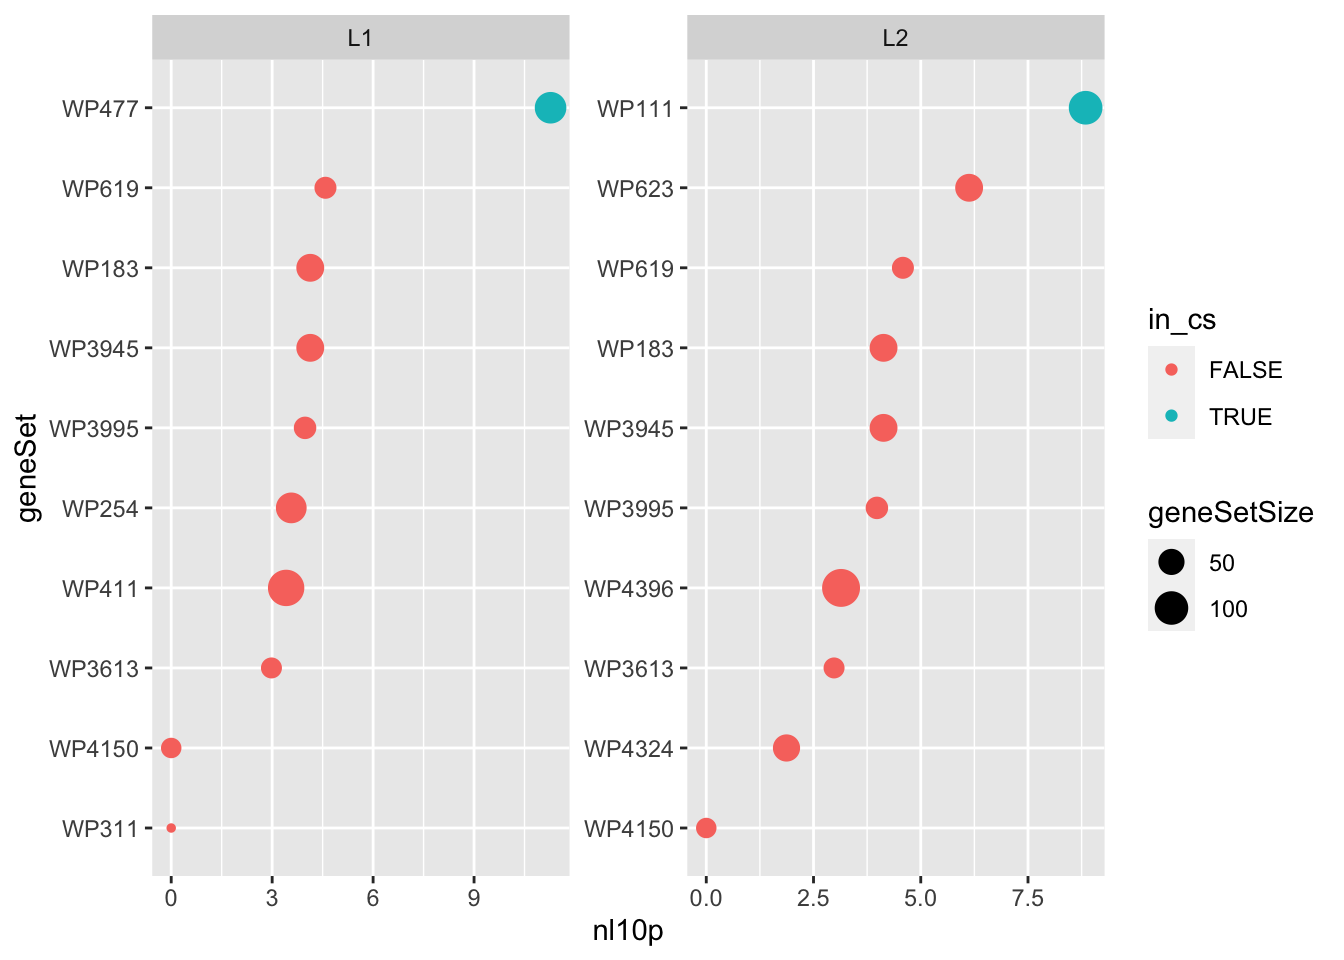 L1
L2
WP477
WP619
WP183
WP3945
WP3995
WP254
WP411
WP3613
WP4150
WP311
WP111
WP623
WP619
WP183
WP3945
WP3995
WP4396
WP3613
WP4324
WP4150
0
3
6
9
0.0
2.5
5.0
7.5
nl10p
geneSet
in_cs
FALSE
TRUE
geneSetSize
50
100